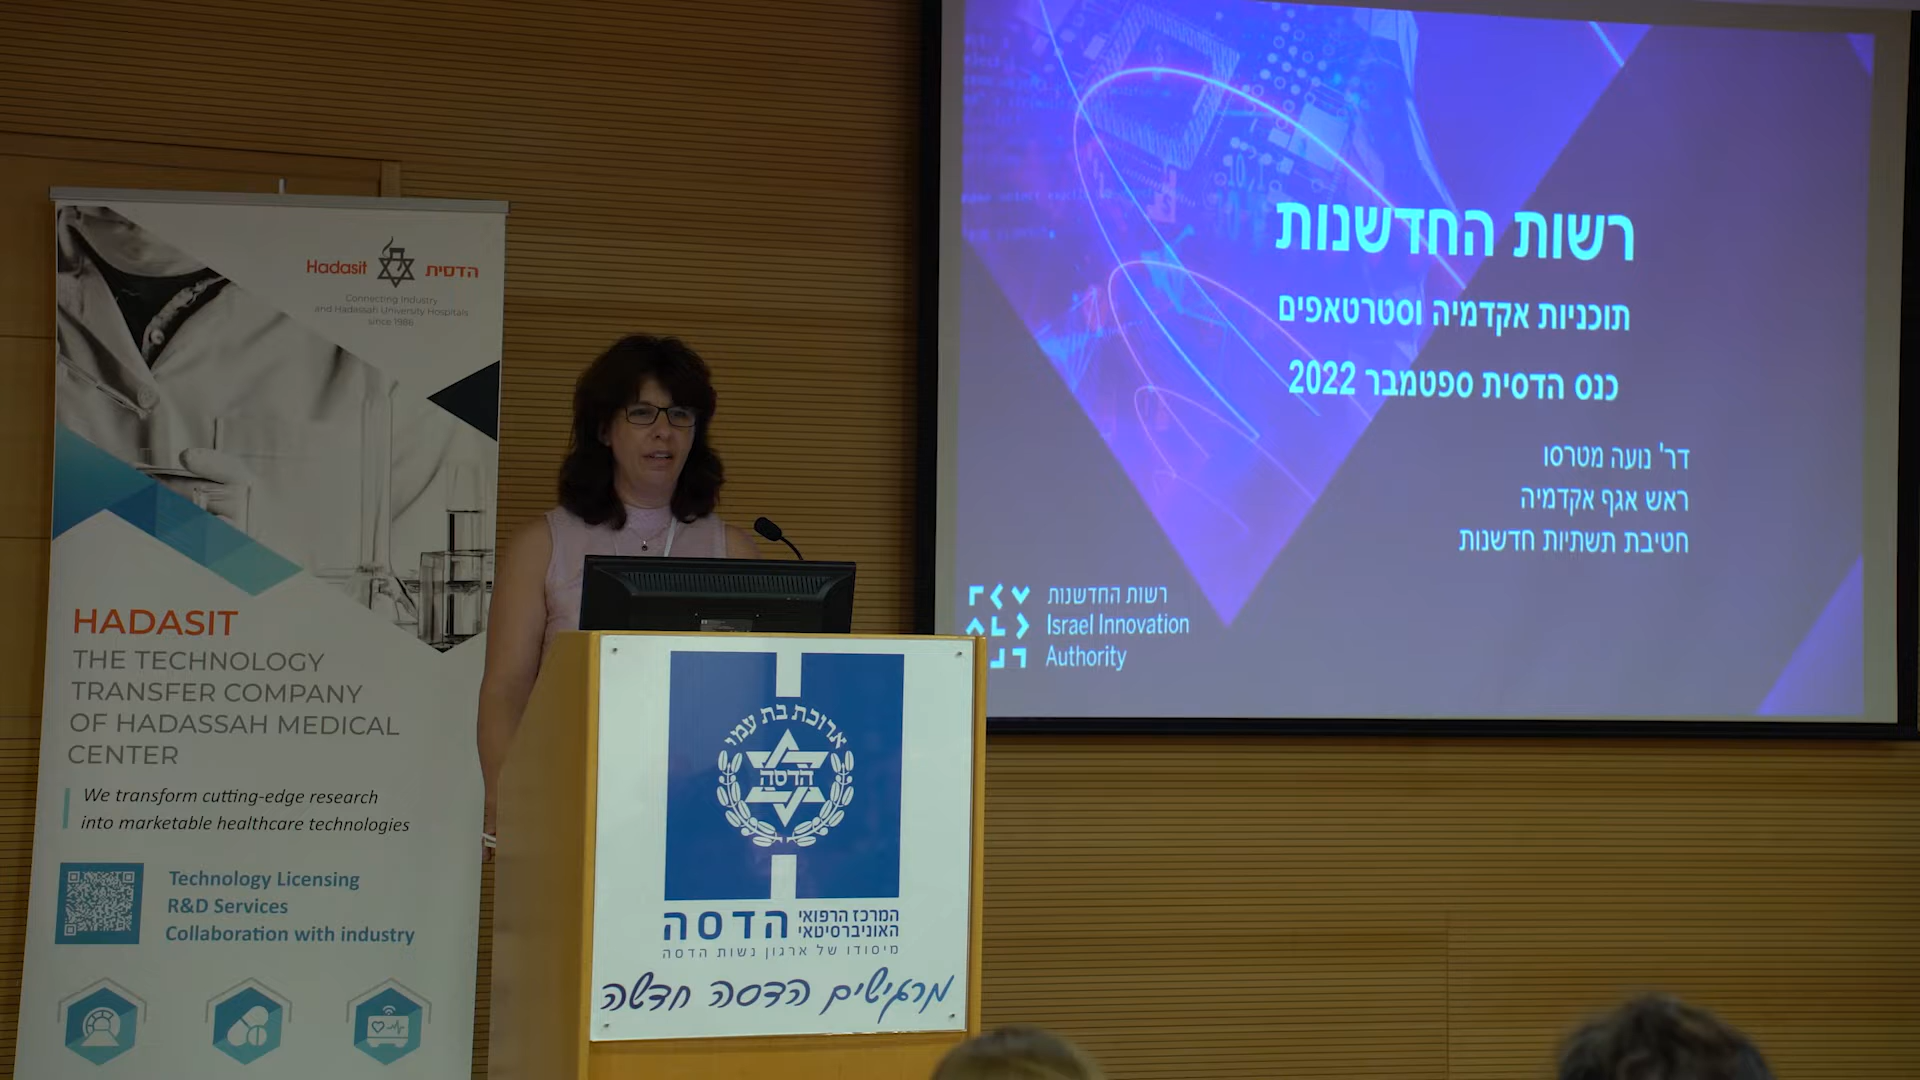 Hadasit הדסית
Connecting Industry
and Hadassah University Hospitals
since 1986
HADASIT
THE TECHNOLOGY
TRANSFER COMPANY
OF HADASSAH MEDICAL
CENTER
We transform cutting-edge research
into marketable healthcare technologies
Technology Licensing
R&D Services
Collaboration with industry
ארוכת בת עמי
הדסה
המרכז הרפואי
האוניברסיטאי
הדסה
מיסודו של ארגון נשות הדסה
מרגישים הדסה חדשה
רשות החדשנות
תוכניות אקדמיה וסטרטאפים
כנס הדסית ספטמבר 2022
דר' נועה מטרסו
ראש אגף אקדמיה
חטיבת תשתיות חדשנות
רשות החדשנות
Israel Innovation
Authority